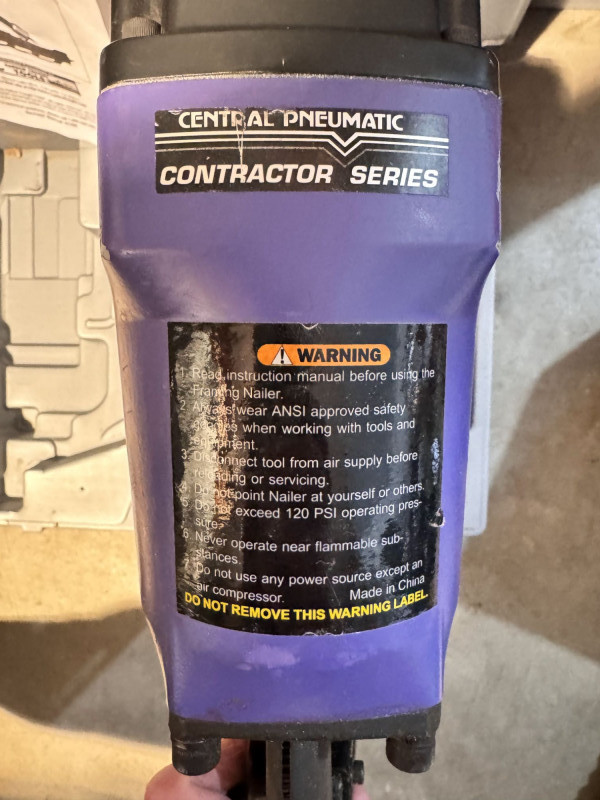 CENTRAL PNEUMATIC
CONTRACTOR SERIES
WARNING
1. Read instruction manual before using the
Framing Nailer.
2. Always wear ANSI approved safety
goggles when working with tools and
equipment.
3. Disconnect tool from air supply before
reloading or servicing.
4. Do not point Nailer at yourself or others.
5. Do not exceed 120 PSI operating pres-
sure.
6. Never operate near flammable sub-
stances.
7. Do not use any power source except an
air compressor. Made in China
DO NOT REMOVE THIS WARNING LABEL.